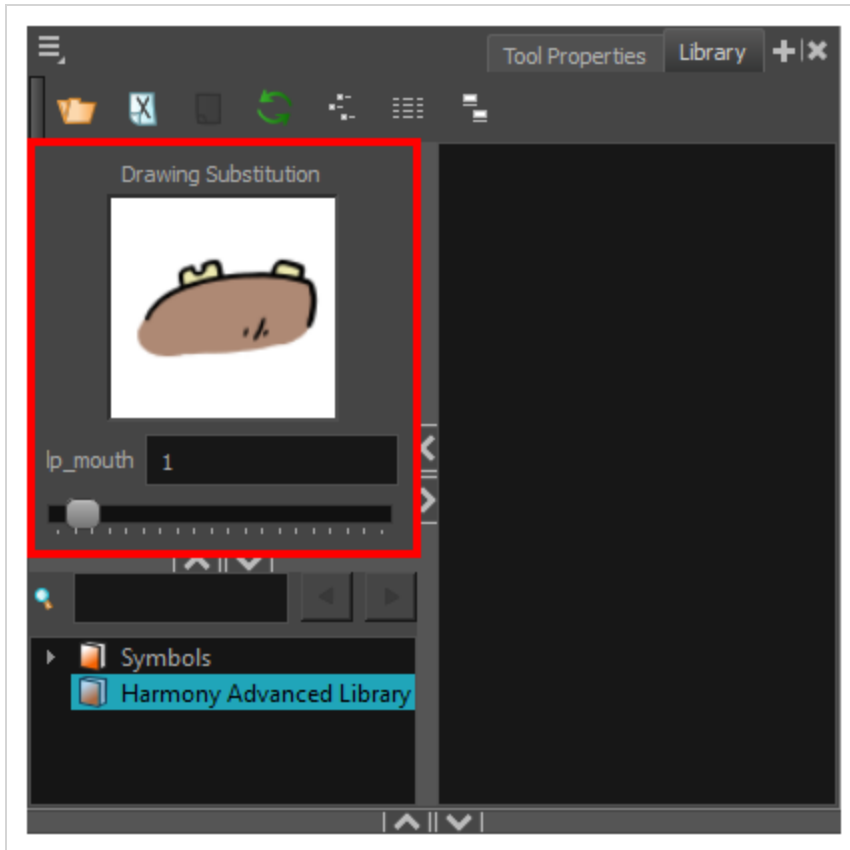 Tool Properties
Library
Drawing Substitution
lp_mouth 1
Symbols
Harmony Advanced Library